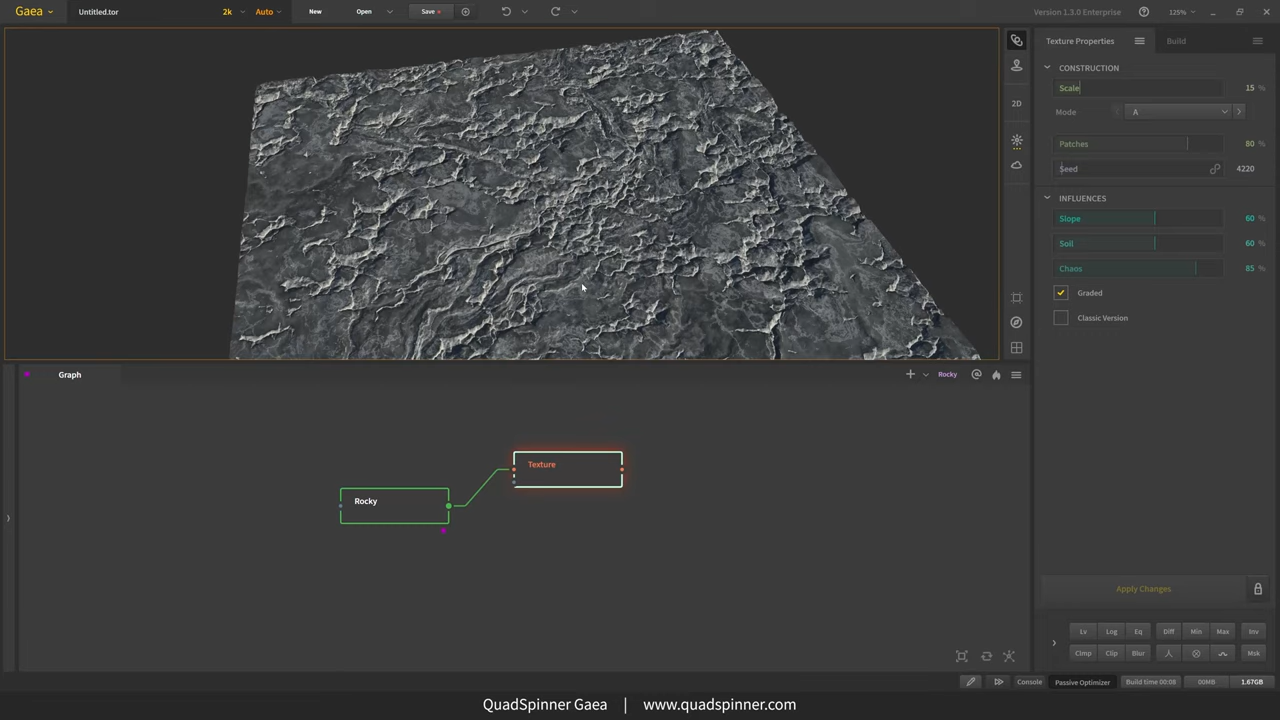 Gaea Untitled.tor 2k Auto New Open Save Version 1.3.0 Enterprise 125%
Texture Properties Build
CONSTRUCTION
Scale 15 %
2D
Mode A
Patches 80 %
Seed 4220
INFLUENCES
Slope 60 %
Soil 60 %
Chaos 85 %
Graded
Classic Version
Graph Rocky
Texture
Rocky
Apply Changes
Lv Log Eq Diff Min Max Inv
Clmp Clip Blur Msk
Console Passive Optimizer Build time 00:08 00MB 1.67GB
QuadSpinner Gaea | www.quadspinner.com